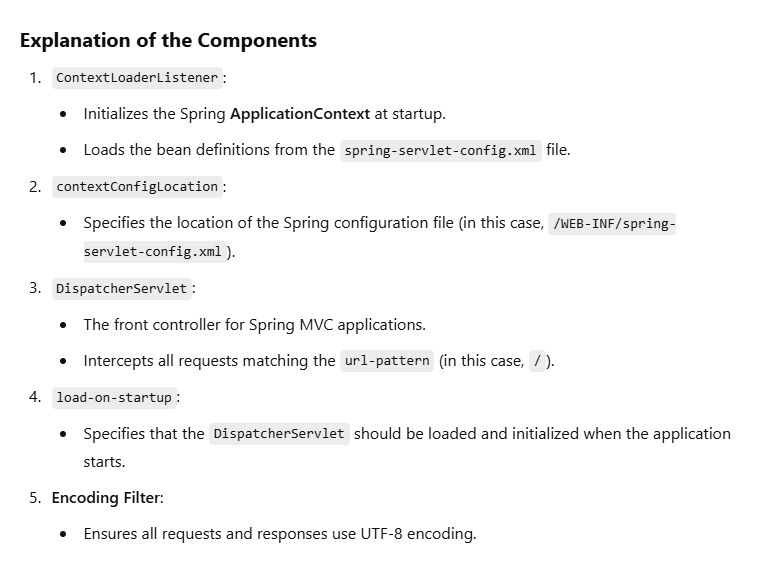 Explanation of the Components
1. ContextLoaderListener:
• Initializes the Spring ApplicationContext at startup.
• Loads the bean definitions from the spring-servlet-config.xml file.
2. contextConfigLocation:
• Specifies the location of the Spring configuration file (in this case, /WEB-INF/spring-
servlet-config.xml).
3. DispatcherServlet:
• The front controller for Spring MVC applications.
• Intercepts all requests matching the url-pattern (in this case, /).
4. load-on-startup:
• Specifies that the DispatcherServlet should be loaded and initialized when the application
starts.
5. Encoding Filter:
• Ensures all requests and responses use UTF-8 encoding.